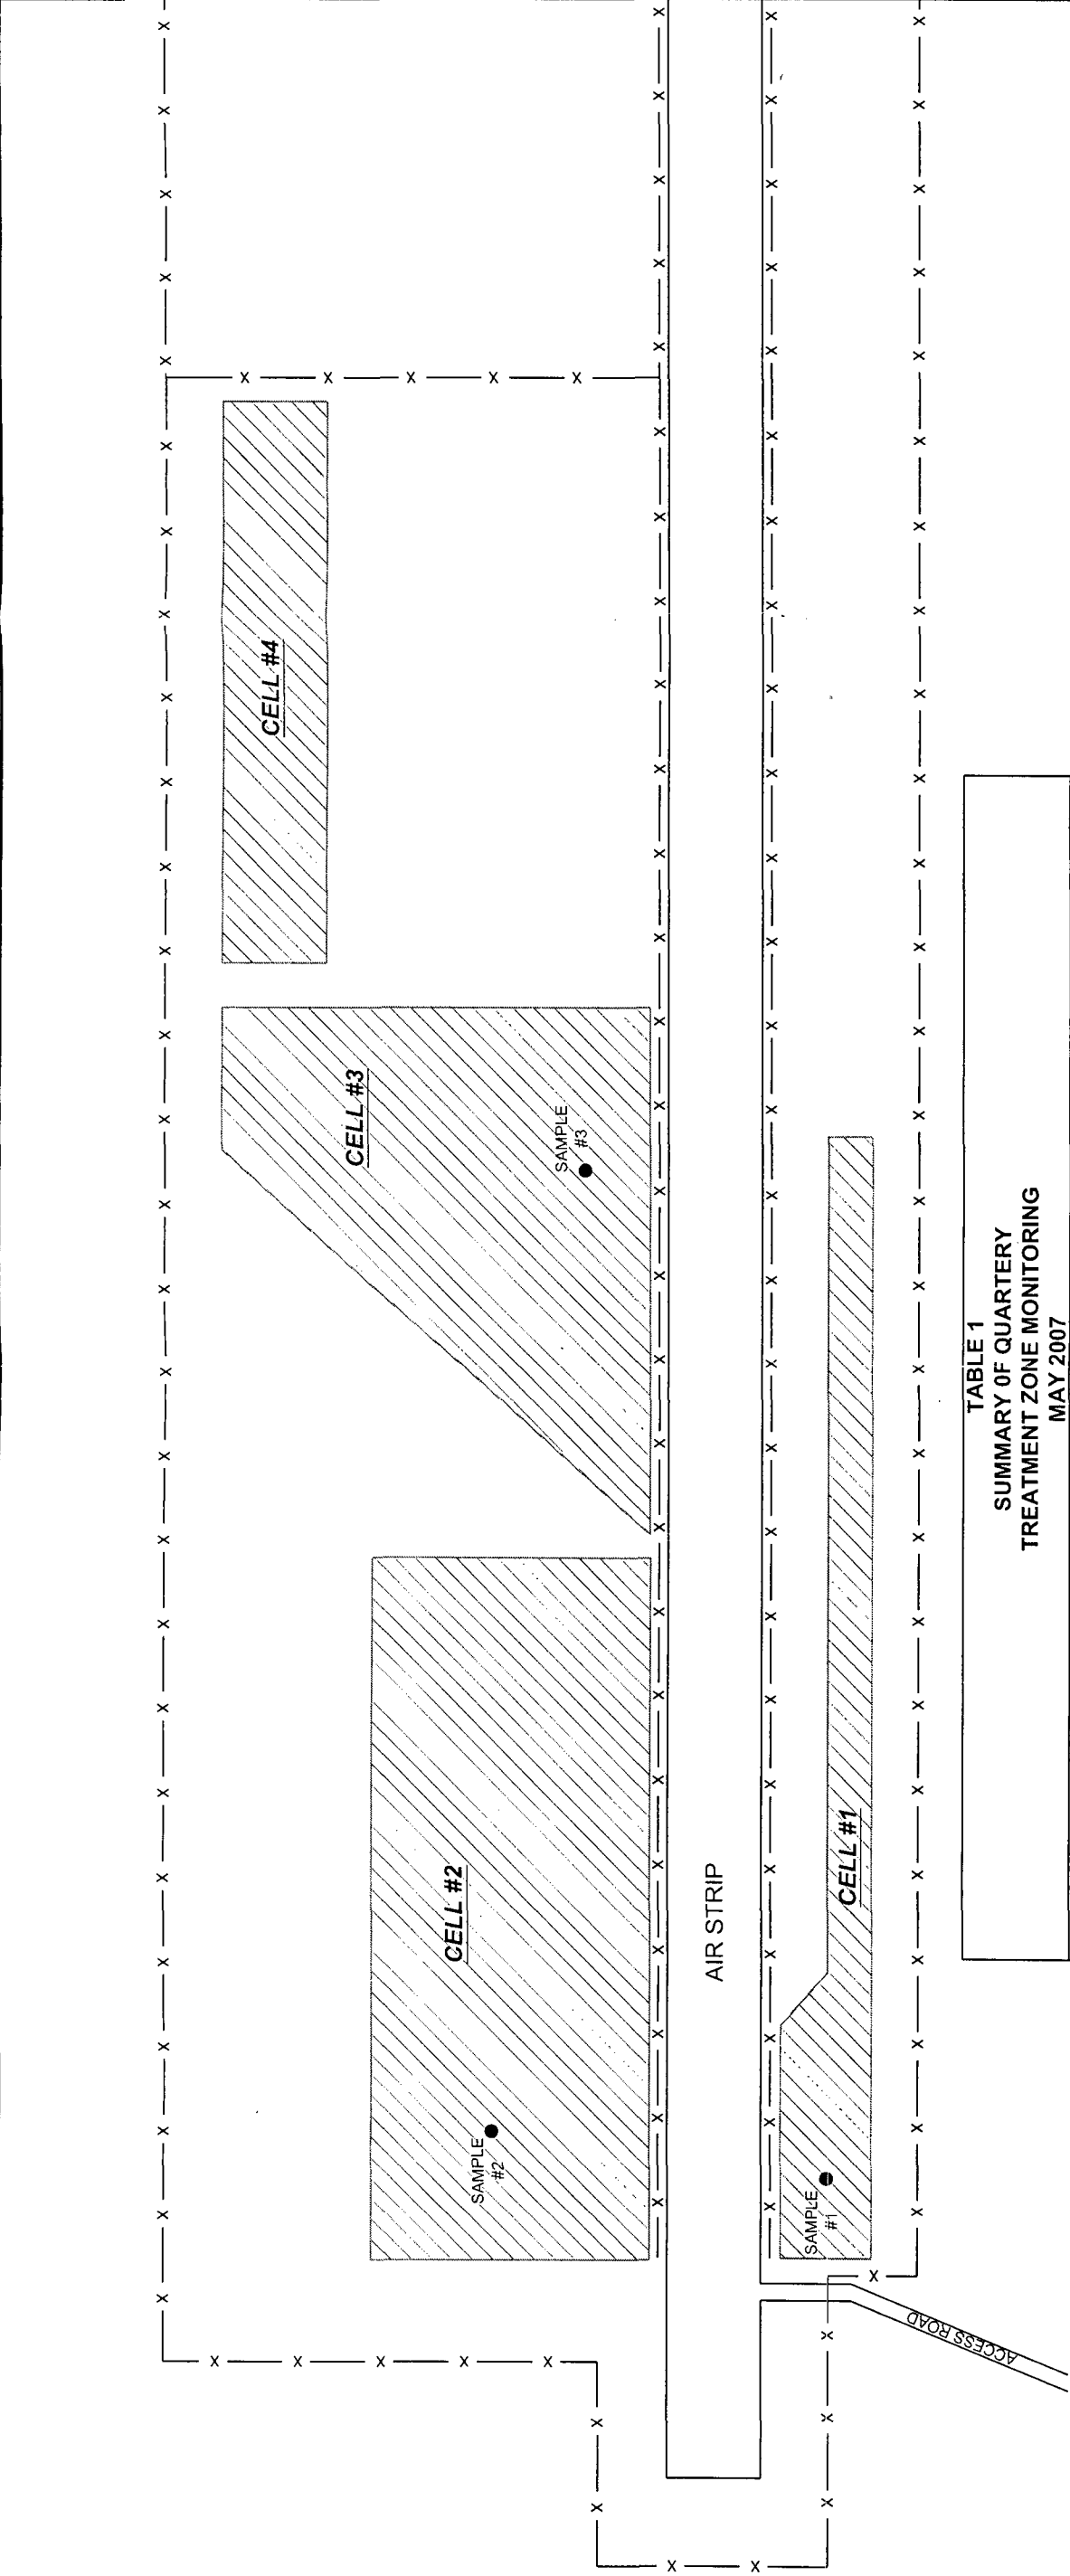 CELL #4
CELL #3
SAMPLE
#3
CELL #2
SAMPLE
#2
AIR STRIP
CELL #1
SAMPLE
#1
ACCESS ROAD
TABLE 1
SUMMARY 0F QUARTERY
TREATMENT ZONE MONITORING
MAY 2007